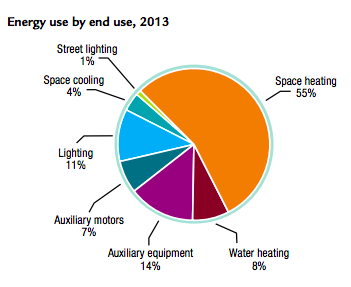 Energy use by end use, 2013
Street lighting
1%
Space cooling
4%
Space heating
55%
Lighting
11%
Auxiliary motors
7%
Auxiliary equipment
14%
Water heating
8%